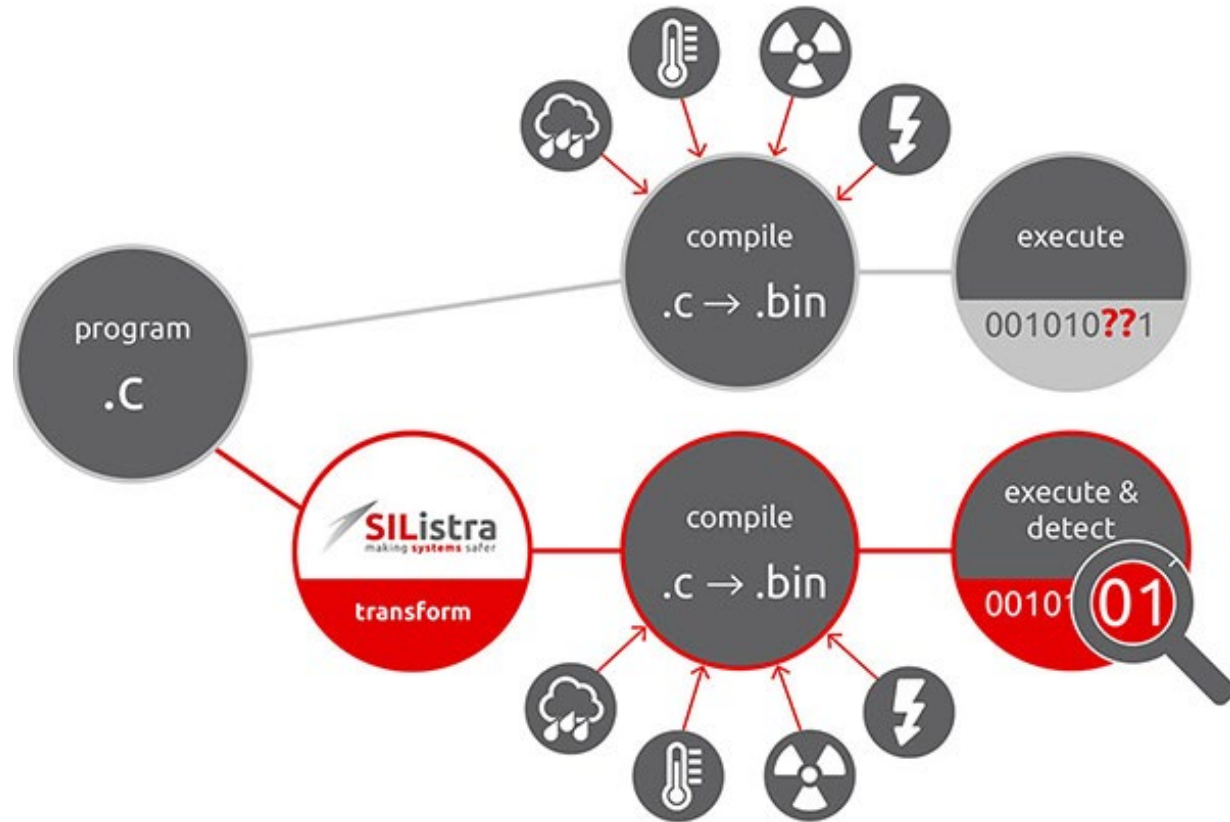 compile
.c → .bin
execute
001010??1
program
.c
SIListra
making systems safer
transform
compile
.c → .bin
execute &
detect
00101
01